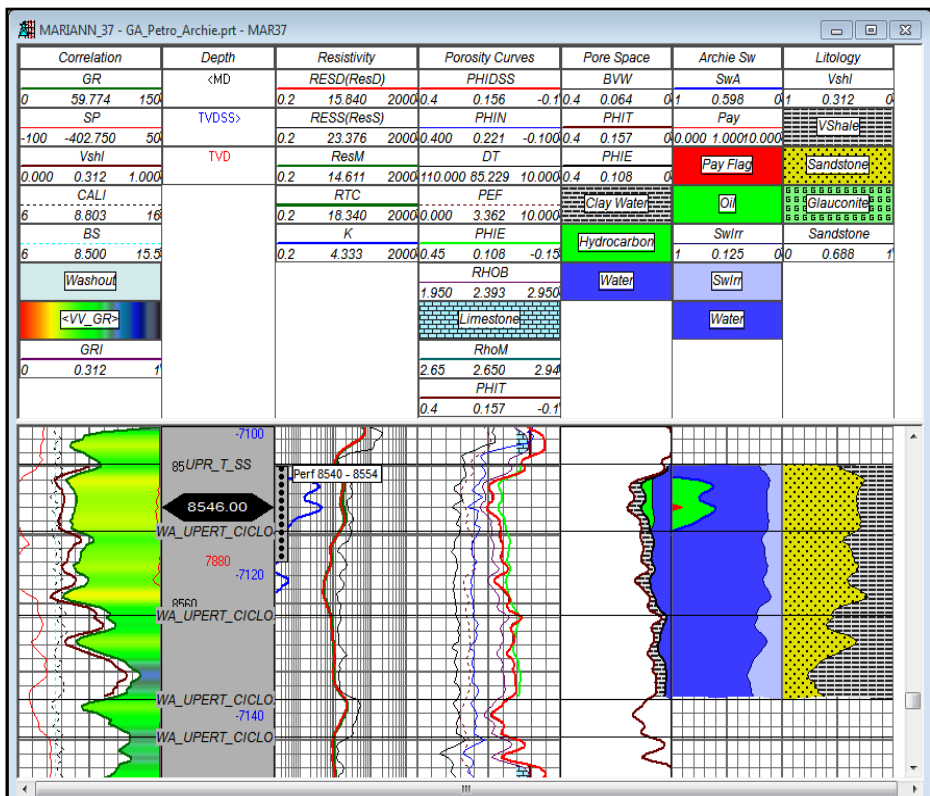 MARIANN_37 - GA_Petro_Archie.prt - MAR37
Correlation Depth Resistivity Porosity Curves Pore Space Archie Sw Litology
GR <MD RESD(ResD) PHIDSS BVW SwA Vshl
0 59.774 150 0.2 15.840 2000 0.4 0.156 -0.1 0.4 0.064 0 1 0.598 0 1 0.312 0
SP TVDSS> RESS(ResS) PHIN PHIT Pay VShale
-100 -402.750 50 0.2 23.376 2000 0.400 0.221 -0.100 0.4 0.157 0 0.000 1.000 10.000
Vshl TVD ResM DT PHIE Pay Flag Sandstone
0.000 0.312 1.000 0.2 14.611 2000 110.000 85.229 10.000 0.4 0.108 0
CALI RTC PEF Clay Water Oil Glauconite
6 8.803 16 0.2 18.340 2000 0.000 3.362 10.000
BS K PHIE Hydrocarbon SwIrr Sandstone
6 8.500 15.5 0.2 4.333 2000 0.45 0.108 -0.15 1 0.125 0 0 0.688 1
Washout RHOB Water SwIrr
1.950 2.393 2.950
<VV_GR> Limestone Water
GRI RhoM
0 0.312 1 2.65 2.650 2.94
PHIT
0.4 0.157 -0.1
-7100
85 UPR_T_SS
Perf 8540 - 8554
8546.00
WA_UPERT_CICLO
7880
-7120
8560
WA_UPERT_CICLO
WA_UPERT_CICLO
-7140
WA_UPERT_CICLO